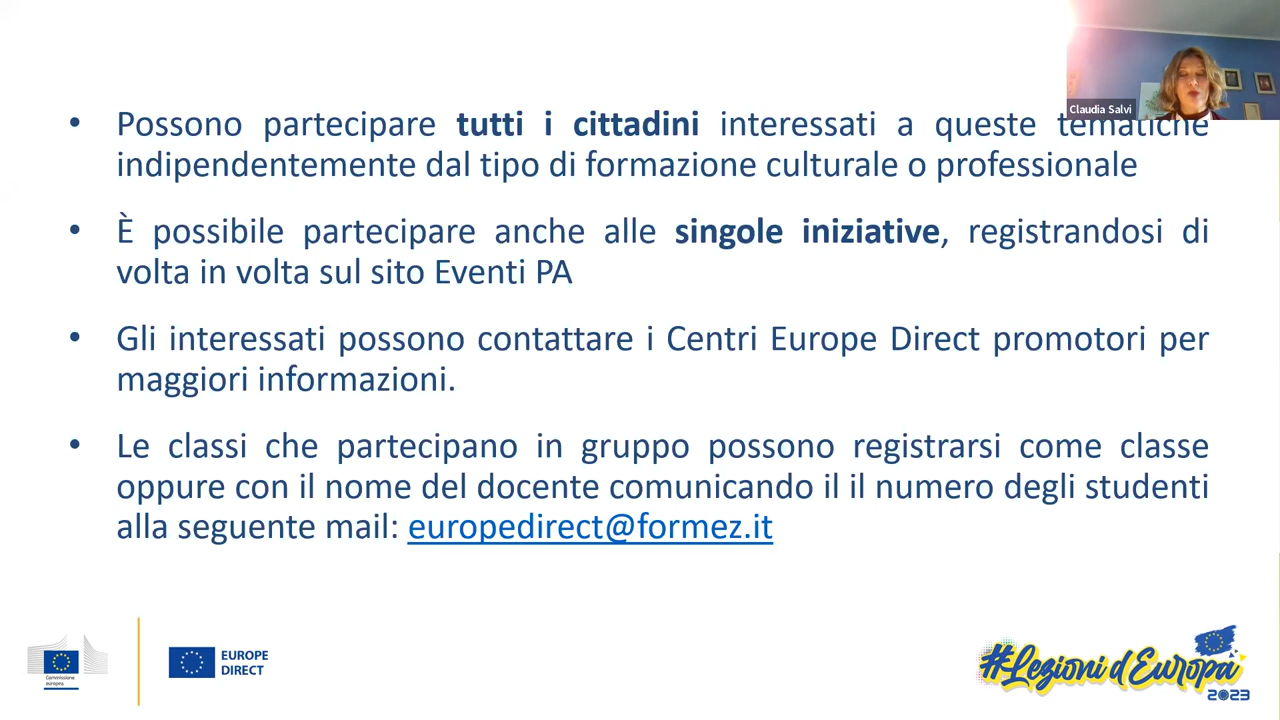 Claudia Salvi
• Possono partecipare tutti i cittadini interessati a queste tematiche
indipendentemente dal tipo di formazione culturale o professionale
• È possibile partecipare anche alle singole iniziative, registrandosi di
volta in volta sul sito Eventi PA
• Gli interessati possono contattare i Centri Europe Direct promotori per
maggiori informazioni.
• Le classi che partecipano in gruppo possono registrarsi come classe
oppure con il nome del docente comunicando il il numero degli studenti
alla seguente mail: europedirect@formez.it
Commissione
europea
EUROPE
DIRECT
#Lezioni d'Europa
2023